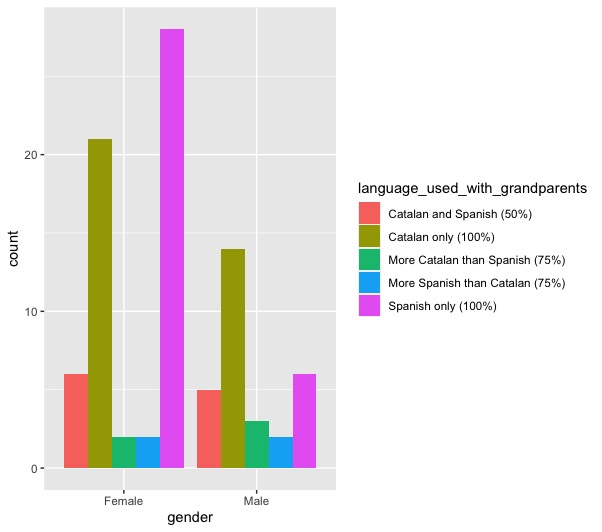 count
20
10
0
Female
Male
gender
language_used_with_grandparents
Catalan and Spanish (50%)
Catalan only (100%)
More Catalan than Spanish (75%)
More Spanish than Catalan (75%)
Spanish only (100%)